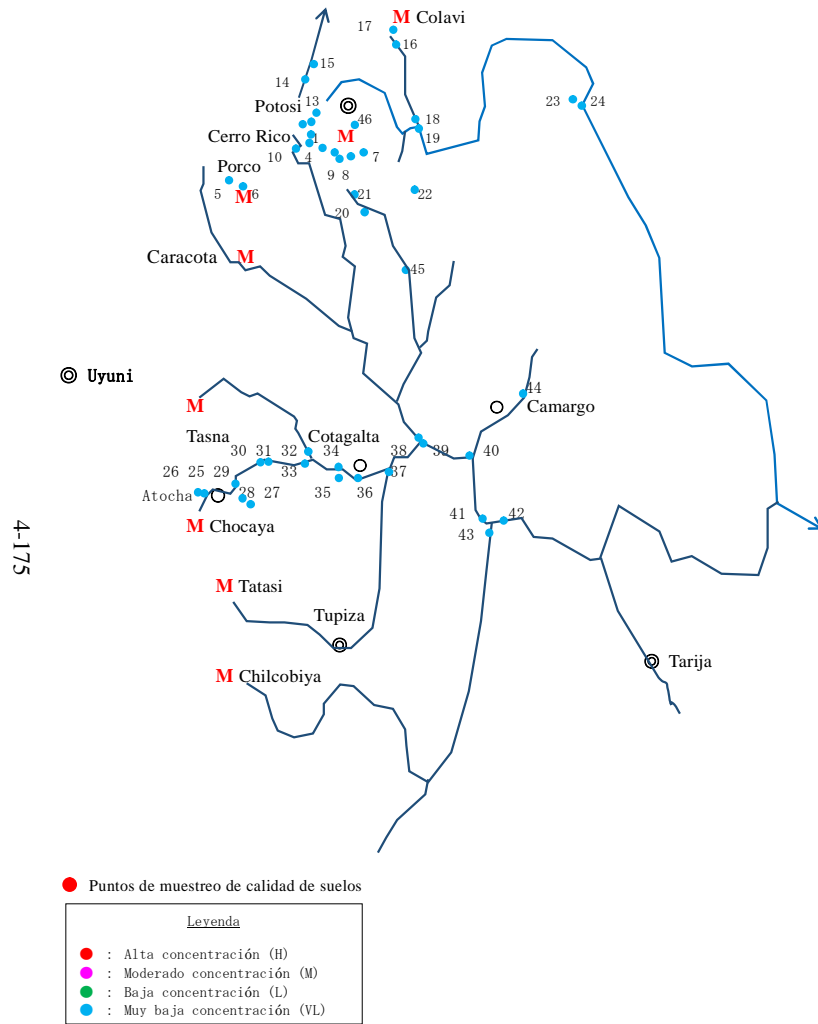 17 M Colavi
16
15
14
13
Potosi
46
18
23 24
Cerro Rico 1 M
19
10 4 7
Porco 9 8
5 M 6
21 22
20
Caracota M
45
Uyuni
44
M
Camargo
Tasna Cotagalta
30 31 32 34 38 39 40
33 37
26 25 29
35 36
Atocha 28 27
M Chocaya
41 42
43
4-175
M Tatasi
Tupiza
Tarija
M Chilcobiya
Puntos de muestreo de calidad de suelos
Leyenda
: Alta concentración (H)
: Moderado concentración (M)
: Baja concentración (L)
: Muy baja concentración (VL)